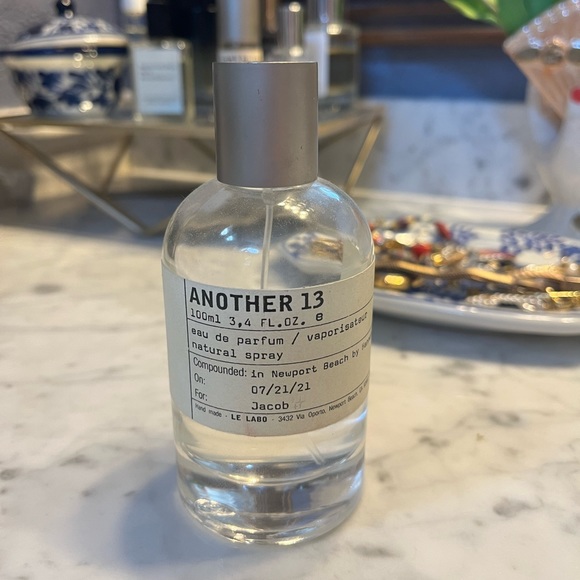 ANOTHER 13
100ml 3,4 FL.OZ. e
eau de parfum / vaporisateur
natural spray
Compounded: in Newport Beach by
On: 07/21/21
For: Jacob
Hand made - LE LABO - 3432 Via Oporto, Newport Beach